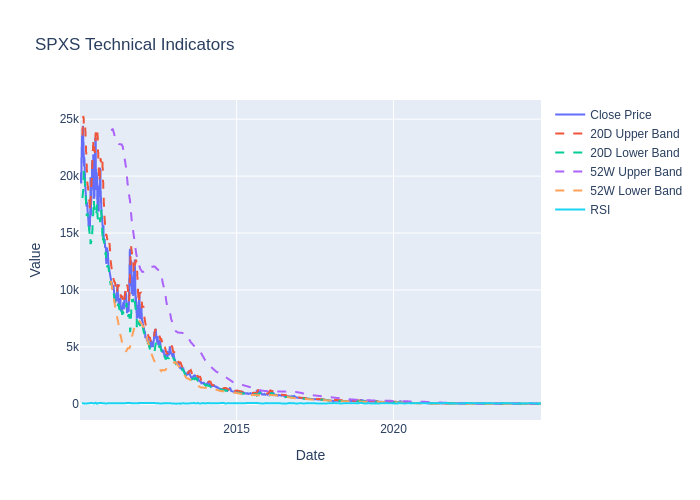 SPXS Technical Indicators
25k
20k
15k
10k
5k
0
Value
2015
2020
Date
Close Price
20D Upper Band
20D Lower Band
52W Upper Band
52W Lower Band
RSI